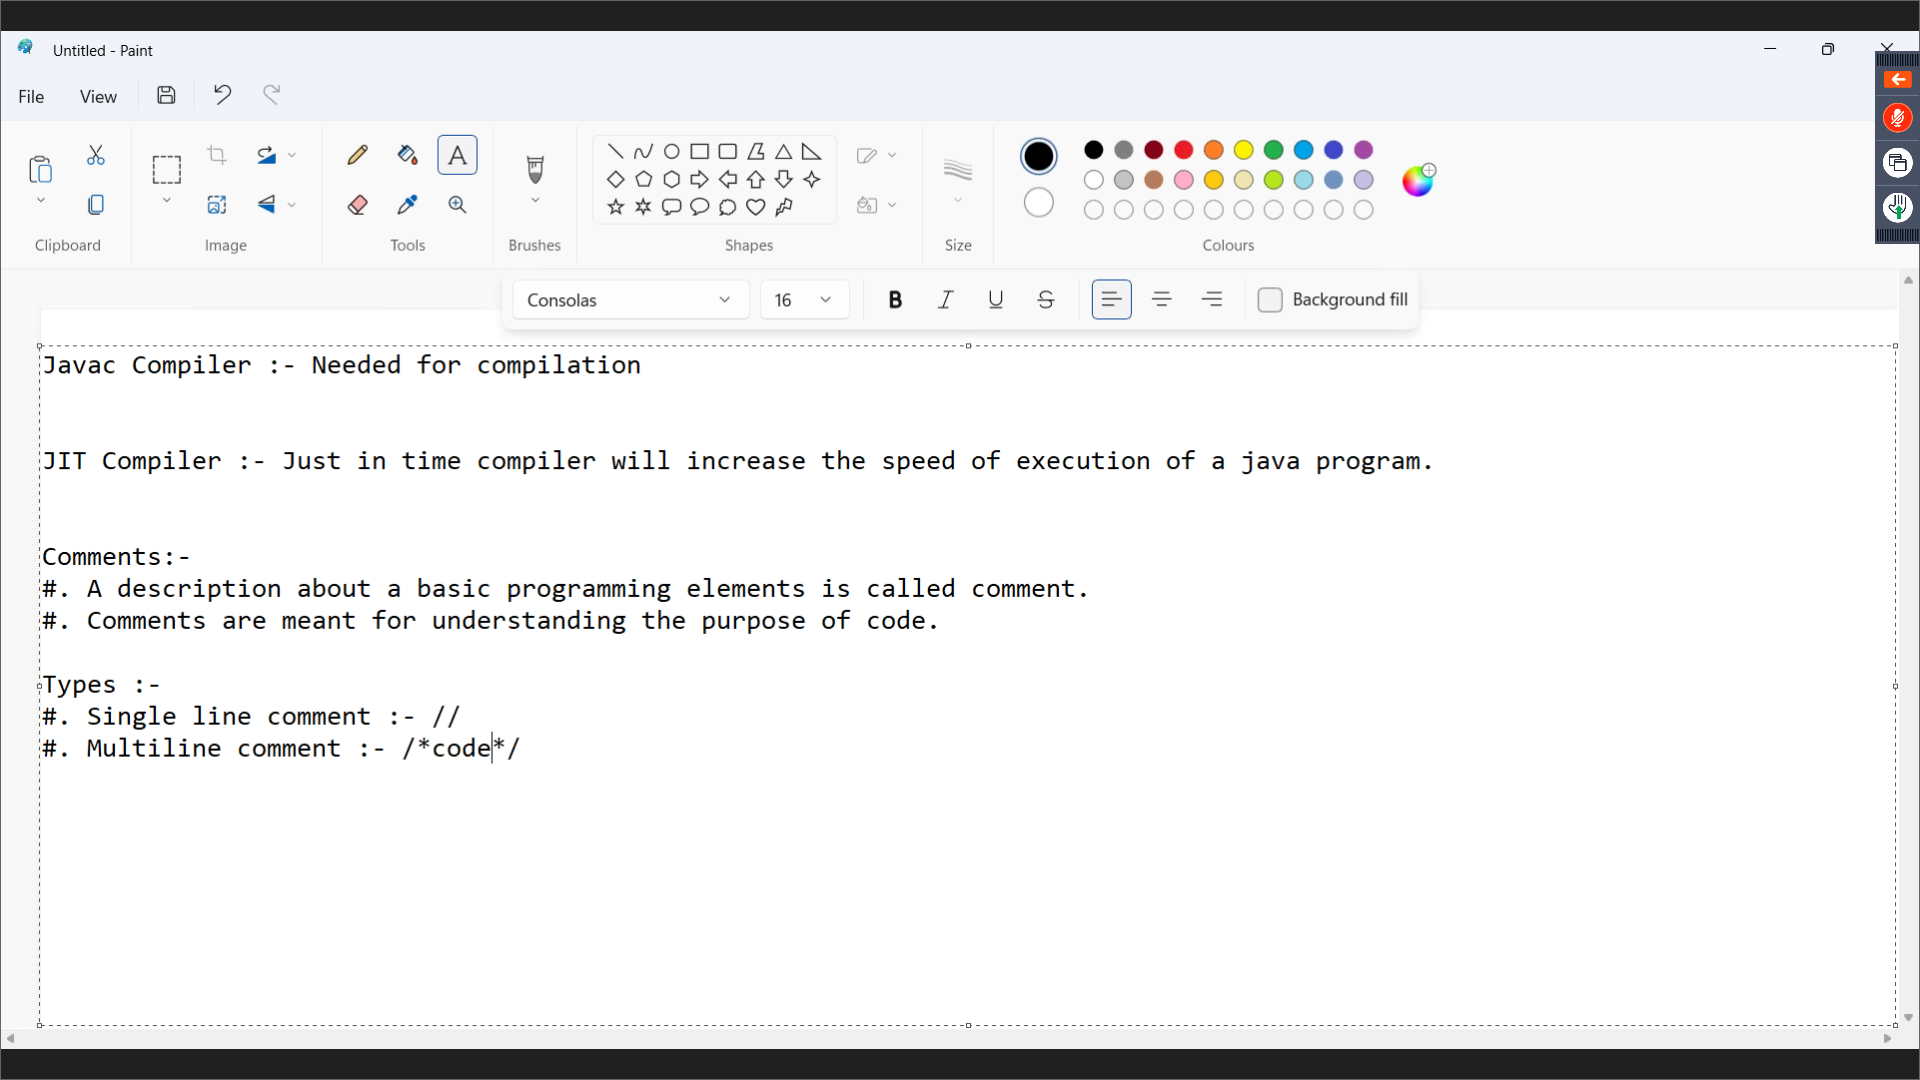 Untitled - Paint
File View
Clipboard Image Tools Brushes Shapes Size Colours
Consolas 16 B I U S Background fill
Javac Compiler :- Needed for compilation
JIT Compiler :- Just in time compiler will increase the speed of execution of a java program.
Comments:-
#. A description about a basic programming elements is called comment.
#. Comments are meant for understanding the purpose of code.
Types :-
#. Single line comment :- //
#. Multiline comment :- /*code*/